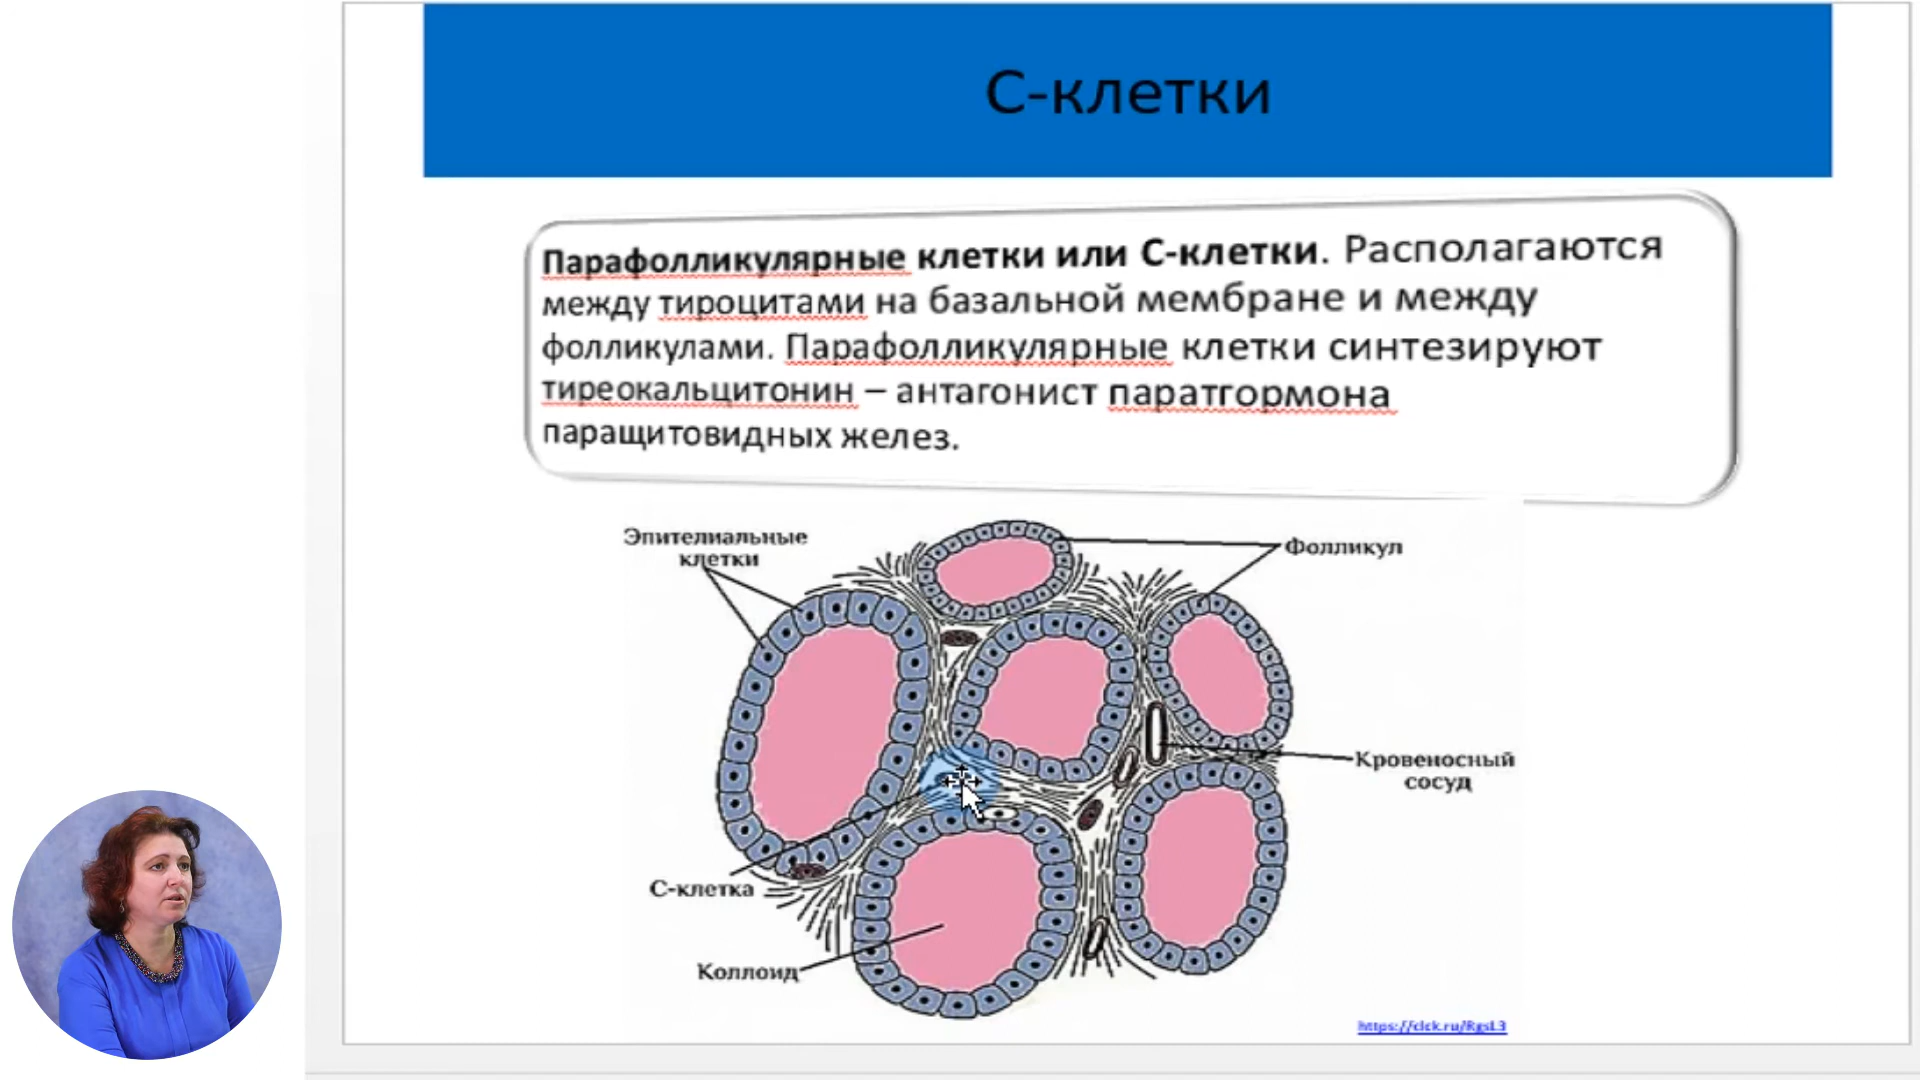 С-клетки
Парафолликулярные клетки или С-клетки. Располагаются
между тироцитами на базальной мембране и между
фолликулами. Парафолликулярные клетки синтезируют
тиреокальцитонин – антагонист паратгормона
паращитовидных желез.
Эпителиальные
клетки
Фолликул
Кровеносный
сосуд
С-клетка
Коллоид
https://clck.ru/RgsL3